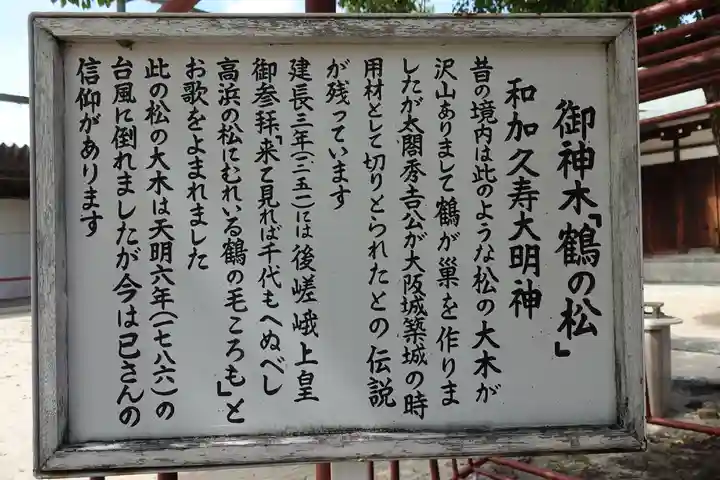 御神木「鶴の松」
和加久寿大明神
昔の境内は此のような松の大木が
沢山ありまして鶴が巣を作りま
したが太閤秀吉公が大阪城築城の時
用材として切りとられたとの伝説
が残っています
建長三年(一二五一)には後嵯峨上皇
御参拝「来て見れば千代もへぬべし
高浜の松にむれいる鶴の毛ころも」と
お歌をよまれました
此の松の大木は天明六年(一七八六)の
台風に倒れましたが今は巳さんの
信仰があります